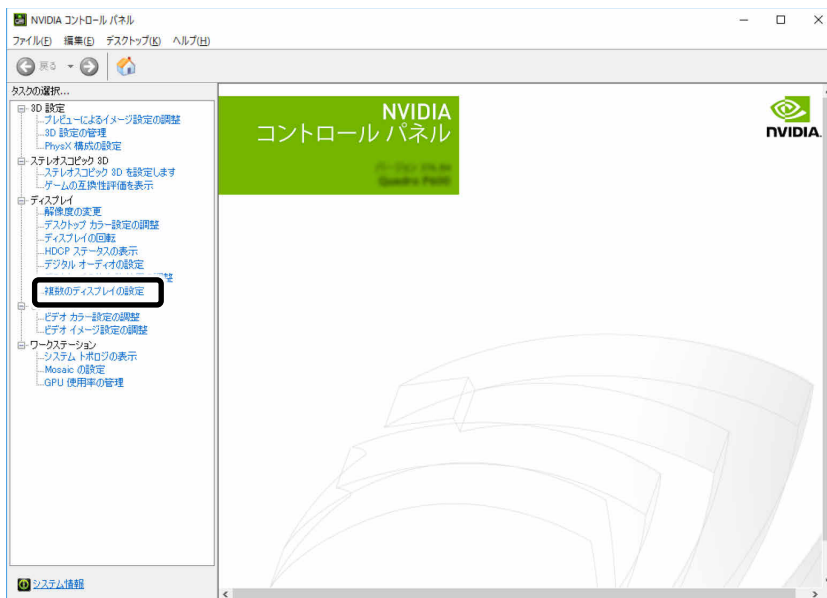 NVIDIA コントロール パネル
ファイル(F) 編集(E) デスクトップ(K) ヘルプ(H)
戻る
タスクの選択...
3D 設定
プレビューによるイメージ設定の調整
3D 設定の管理
PhysX 構成の設定
ステレオスコピック 3D
ステレオスコピック 3D を設定します
ゲームの互換性評価を表示
ディスプレイ
解像度の変更
デスクトップ カラー設定の調整
ディスプレイの回転
HDCP ステータスの表示
デジタル オーディオの設定
複数のディスプレイの設定
ビデオ カラー設定の調整
ビデオ イメージ設定の調整
ワークステーション
システム トポロジの表示
Mosaic の設定
GPU 使用率の管理
システム情報
NVIDIA
コントロール パネル
NVIDIA.